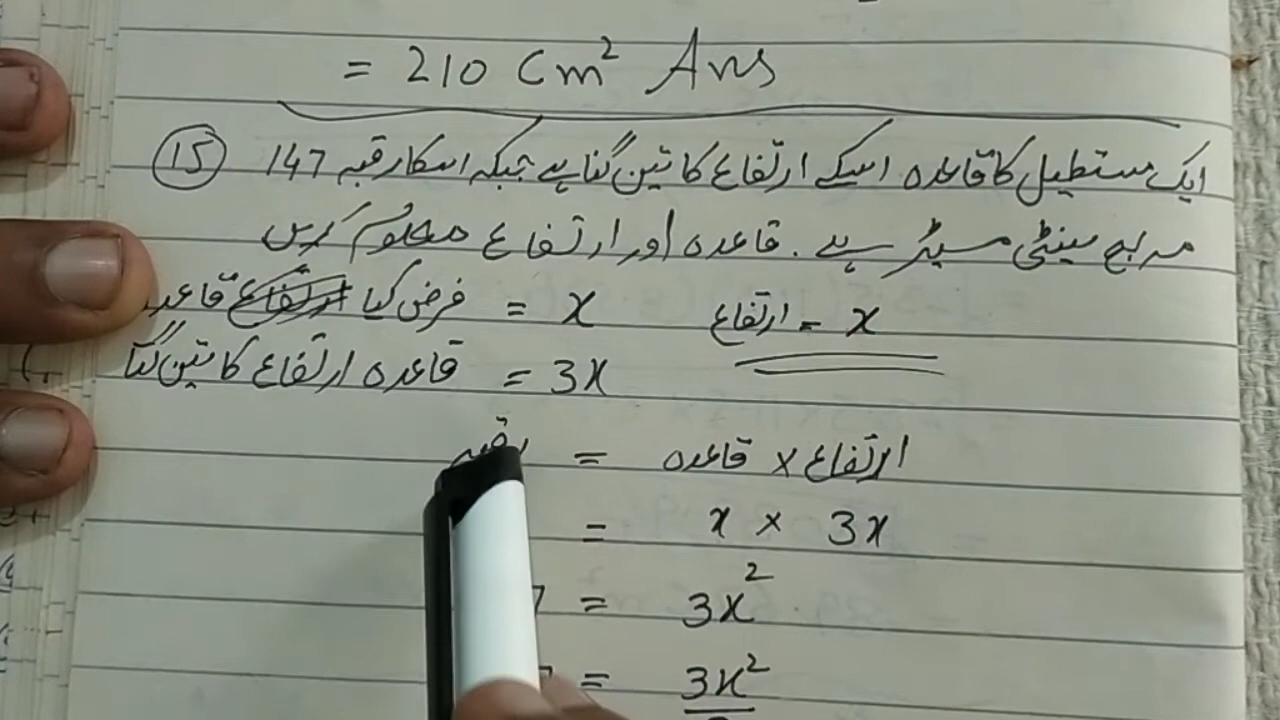 = 210 Cm² Ans
(15) ایک مستطیل کا قاعدہ اسکے ارتفاع کا تین گنا ہے جبکہ اسکا رقبہ 147
مربع سینٹی میٹر ہے. قاعدہ اور ارتفاع معلوم کریں
فرض کیا قاعدہ = x ارتفاع = x
قاعدہ ارتفاع کا تین گنا = 3x
رقبہ = ارتفاع × قاعدہ
= x × 3x
7 = 3x²
= 3x²